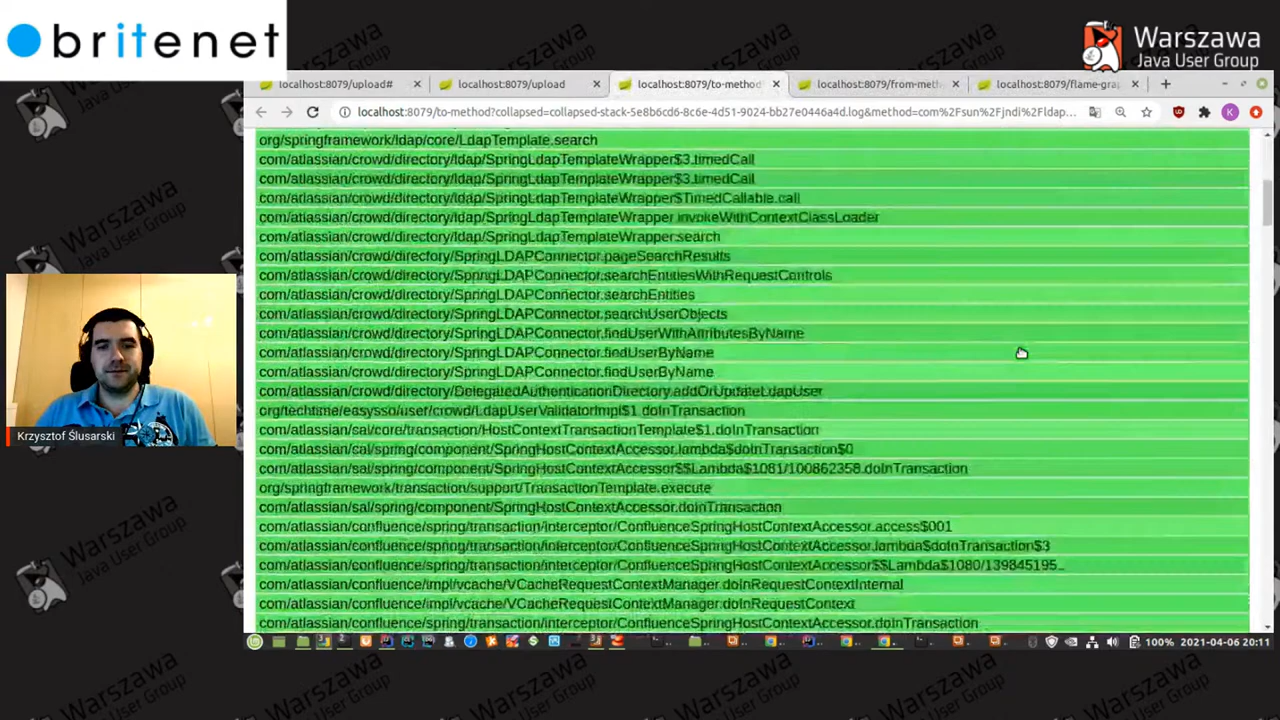 britenet
Warszawa
Java User Group
localhost:8079/upload#
localhost:8079/upload
localhost:8079/to-method
localhost:8079/from-meth
localhost:8079/flame-gra
localhost:8079/to-method?collapsed=collapsed-stack-5e8b6cd6-8c6e-4d51-9024-bb27e0446a4d.log&method=com%2Fsun%2Fjndi%2Fldap...
K
org/springframework/ldap/core/LdapTemplate.search
com/atlassian/crowd/directory/ldap/SpringLdapTemplateWrapper$3.timedCall
com/atlassian/crowd/directory/ldap/SpringLdapTemplateWrapper$3.timedCall
com/atlassian/crowd/directory/ldap/SpringLdapTemplateWrapper$TimedCallable.call
com/atlassian/crowd/directory/ldap/SpringLdapTemplateWrapper.invokeWithContextClassLoader
com/atlassian/crowd/directory/ldap/SpringLdapTemplateWrapper.search
com/atlassian/crowd/directory/SpringLDAPConnector.pageSearchResults
com/atlassian/crowd/directory/SpringLDAPConnector.searchEntitiesWithRequestControls
com/atlassian/crowd/directory/SpringLDAPConnector.searchEntities
com/atlassian/crowd/directory/SpringLDAPConnector.searchUserObjects
com/atlassian/crowd/directory/SpringLDAPConnector.findUserWithAttributesByName
com/atlassian/crowd/directory/SpringLDAPConnector.findUserByName
com/atlassian/crowd/directory/SpringLDAPConnector.findUserByName
com/atlassian/crowd/directory/DelegatedAuthenticationDirectory.addOrUpdateLdapUser
org/techtime/easysso/user/crowd/LdapUserValidatorImpl$1.doInTransaction
com/atlassian/sal/core/transaction/HostContextTransactionTemplate$1.doInTransaction
com/atlassian/sal/spring/component/SpringHostContextAccessor.lambda$doInTransaction$0
com/atlassian/sal/spring/component/SpringHostContextAccessor$$Lambda$1081/100862358.doInTransaction
org/springframework/transaction/support/TransactionTemplate.execute
com/atlassian/sal/spring/component/SpringHostContextAccessor.doInTransaction
com/atlassian/confluence/spring/transaction/interceptor/ConfluenceSpringHostContextAccessor.access$001
com/atlassian/confluence/spring/transaction/interceptor/ConfluenceSpringHostContextAccessor.lambda$doInTransaction$3
com/atlassian/confluence/spring/transaction/interceptor/ConfluenceSpringHostContextAccessor$$Lambda$1080/139845195..
com/atlassian/confluence/impl/vcache/VCacheRequestContextManager.doInRequestContextInternal
com/atlassian/confluence/impl/vcache/VCacheRequestContextManager.doInRequestContext
com/atlassian/confluence/spring/transaction/interceptor/ConfluenceSpringHostContextAccessor.doInTransaction
Krzysztof Ślusarski
100% 2021-04-06 20:11